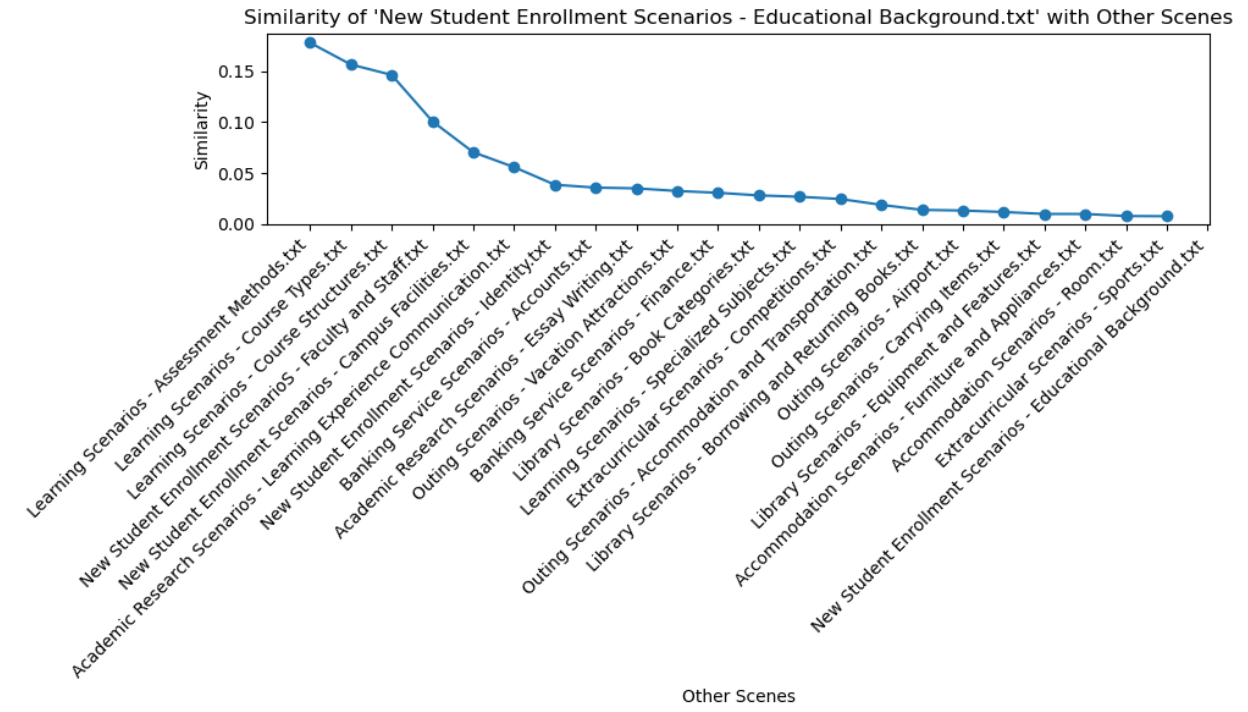 Similarity of 'New Student Enrollment Scenarios - Educational Background.txt' with Other Scenes
Similarity
0.15
0.10
0.05
0.00
Learning Scenarios - Assessment Methods.txt
Learning Scenarios - Course Types.txt
Learning Scenarios - Course Structures.txt
New Student Enrollment Scenarios - Faculty and Staff.txt
New Student Enrollment Scenarios - Campus Facilities.txt
Academic Research Scenarios - Learning Experience Communication.txt
New Student Enrollment Scenarios - Identity.txt
Banking Service Scenarios - Accounts.txt
Academic Research Scenarios - Essay Writing.txt
Outing Scenarios - Vacation Attractions.txt
Banking Service Scenarios - Finance.txt
Library Scenarios - Book Categories.txt
Learning Scenarios - Specialized Subjects.txt
Extracurricular Scenarios - Competitions.txt
Outing Scenarios - Accommodation and Transportation.txt
Library Scenarios - Borrowing and Returning Books.txt
Outing Scenarios - Airport.txt
Outing Scenarios - Carrying Items.txt
Library Scenarios - Equipment and Features.txt
Accommodation Scenarios - Furniture and Appliances.txt
Accommodation Scenarios - Room.txt
Extracurricular Scenarios - Sports.txt
New Student Enrollment Scenarios - Educational Background.txt
Other Scenes